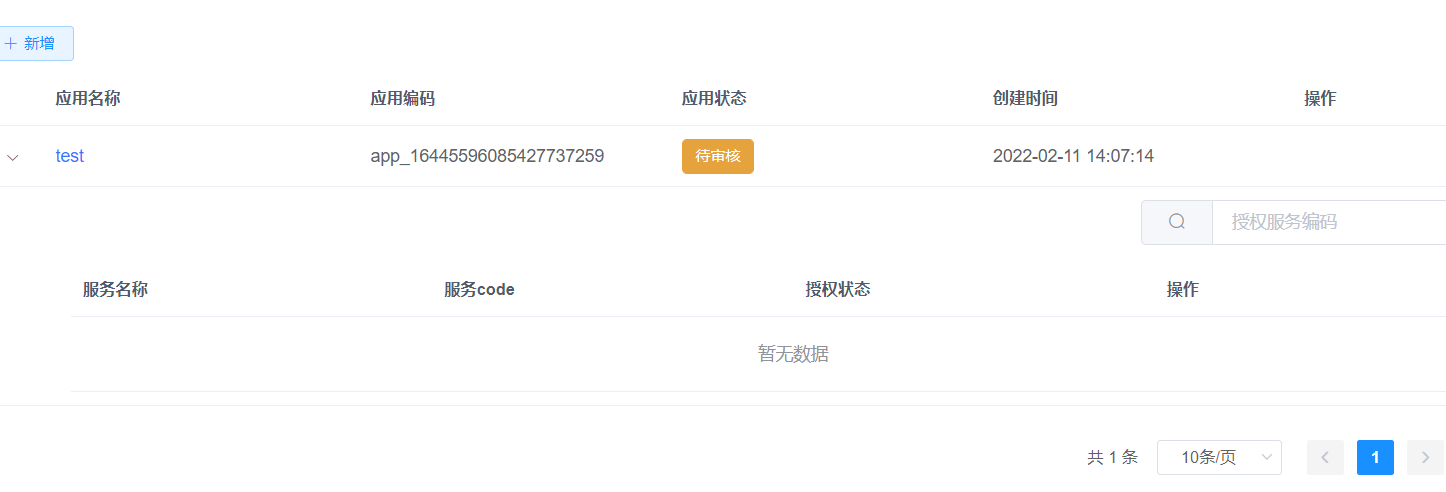 新增
应用名称 应用编码 应用状态 创建时间 操作
test app_16445596085427737259 待审核 2022-02-11 14:07:14
授权服务编码
服务名称 服务code 授权状态 操作
暂无数据
共 1 条 10条/页 1